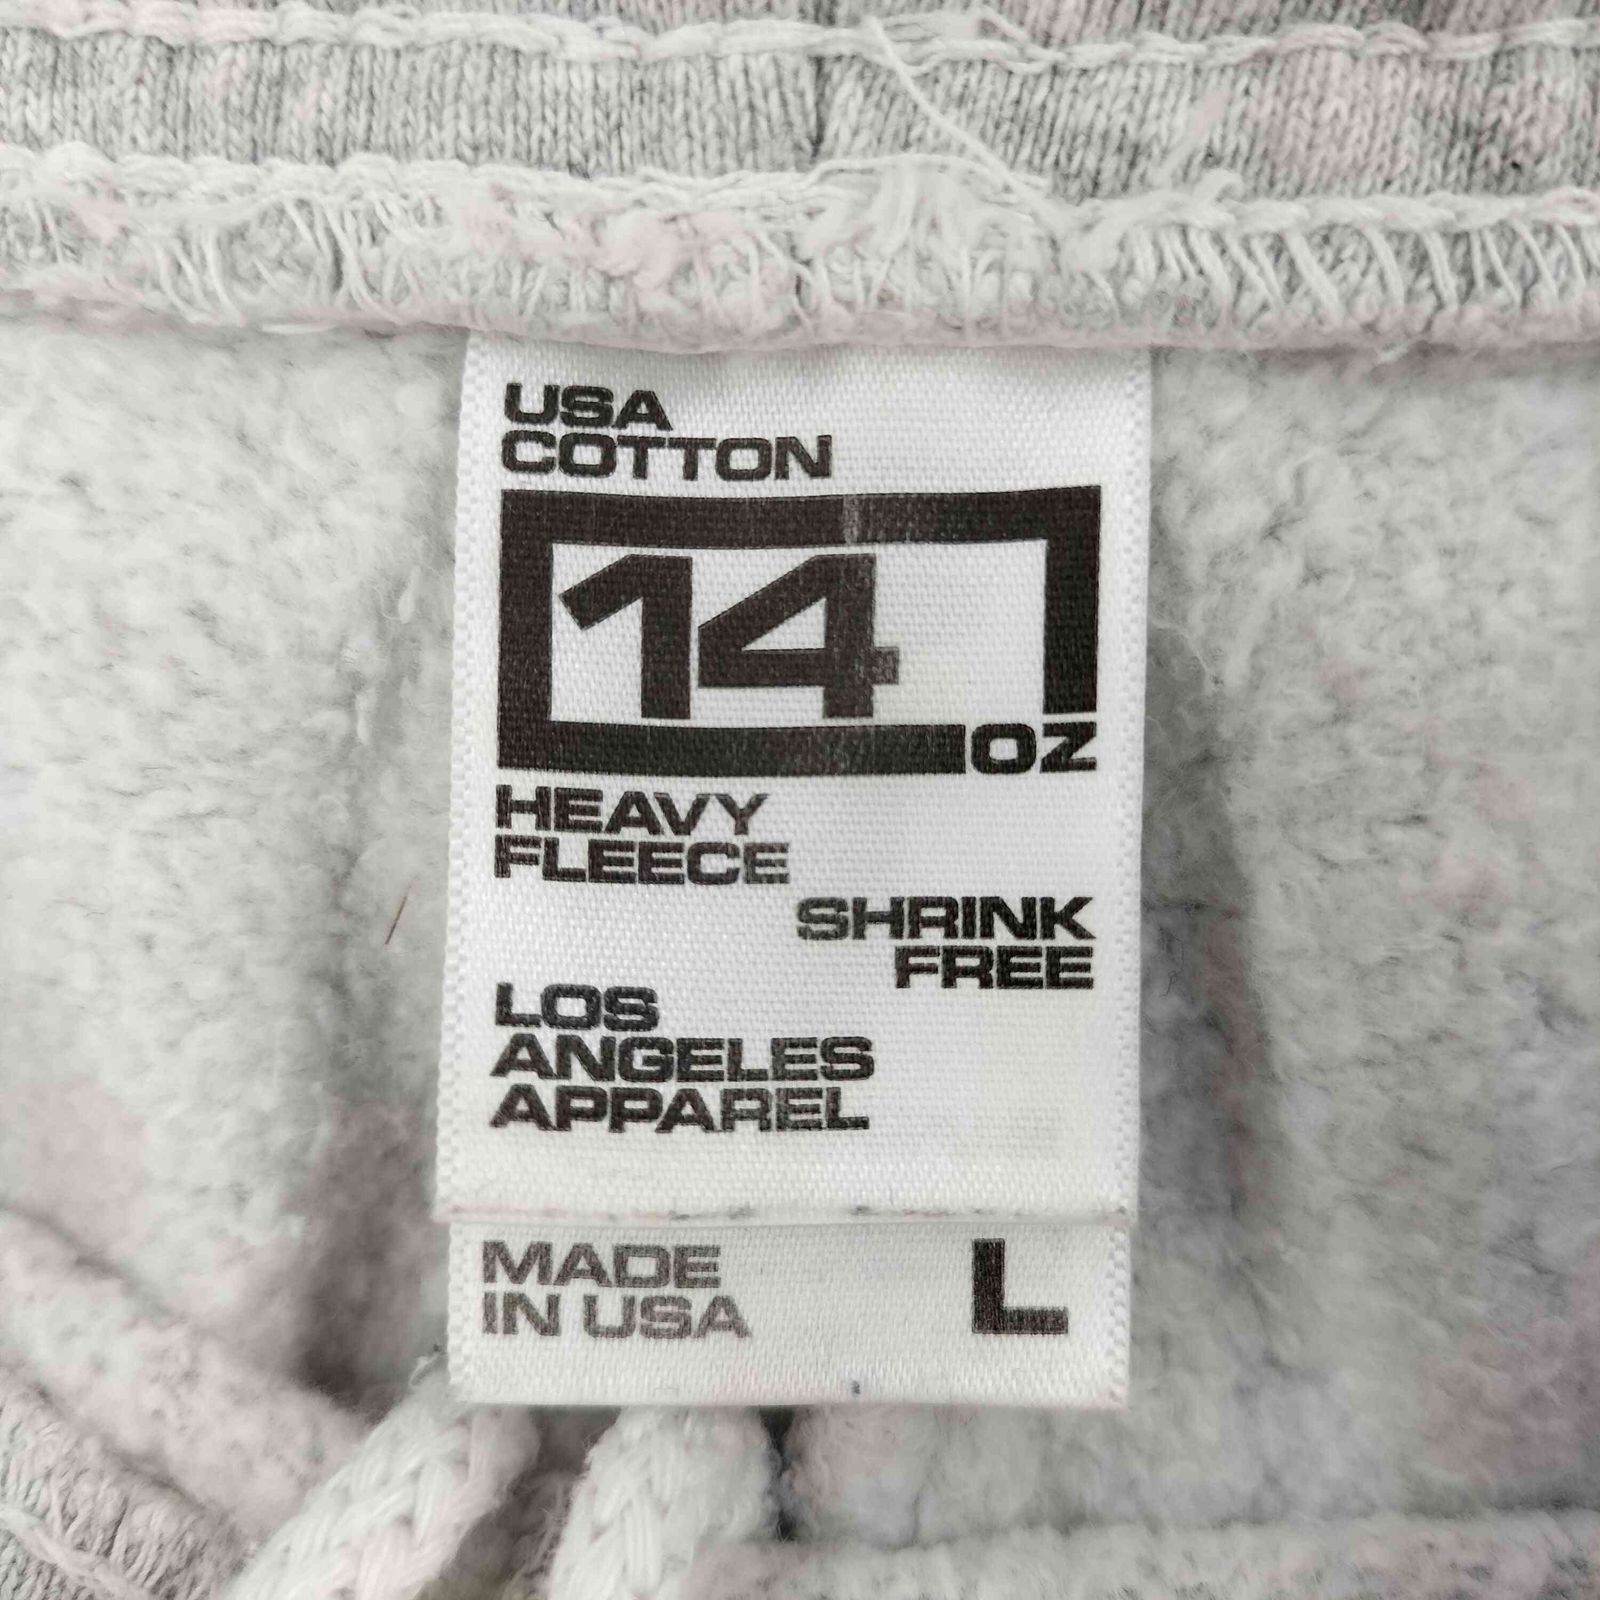 USA
COTTON
14
OZ
HEAVY
FLEECE
SHRINK
FREE
LOS
ANGELES
APPAREL
MADE
IN USA
L